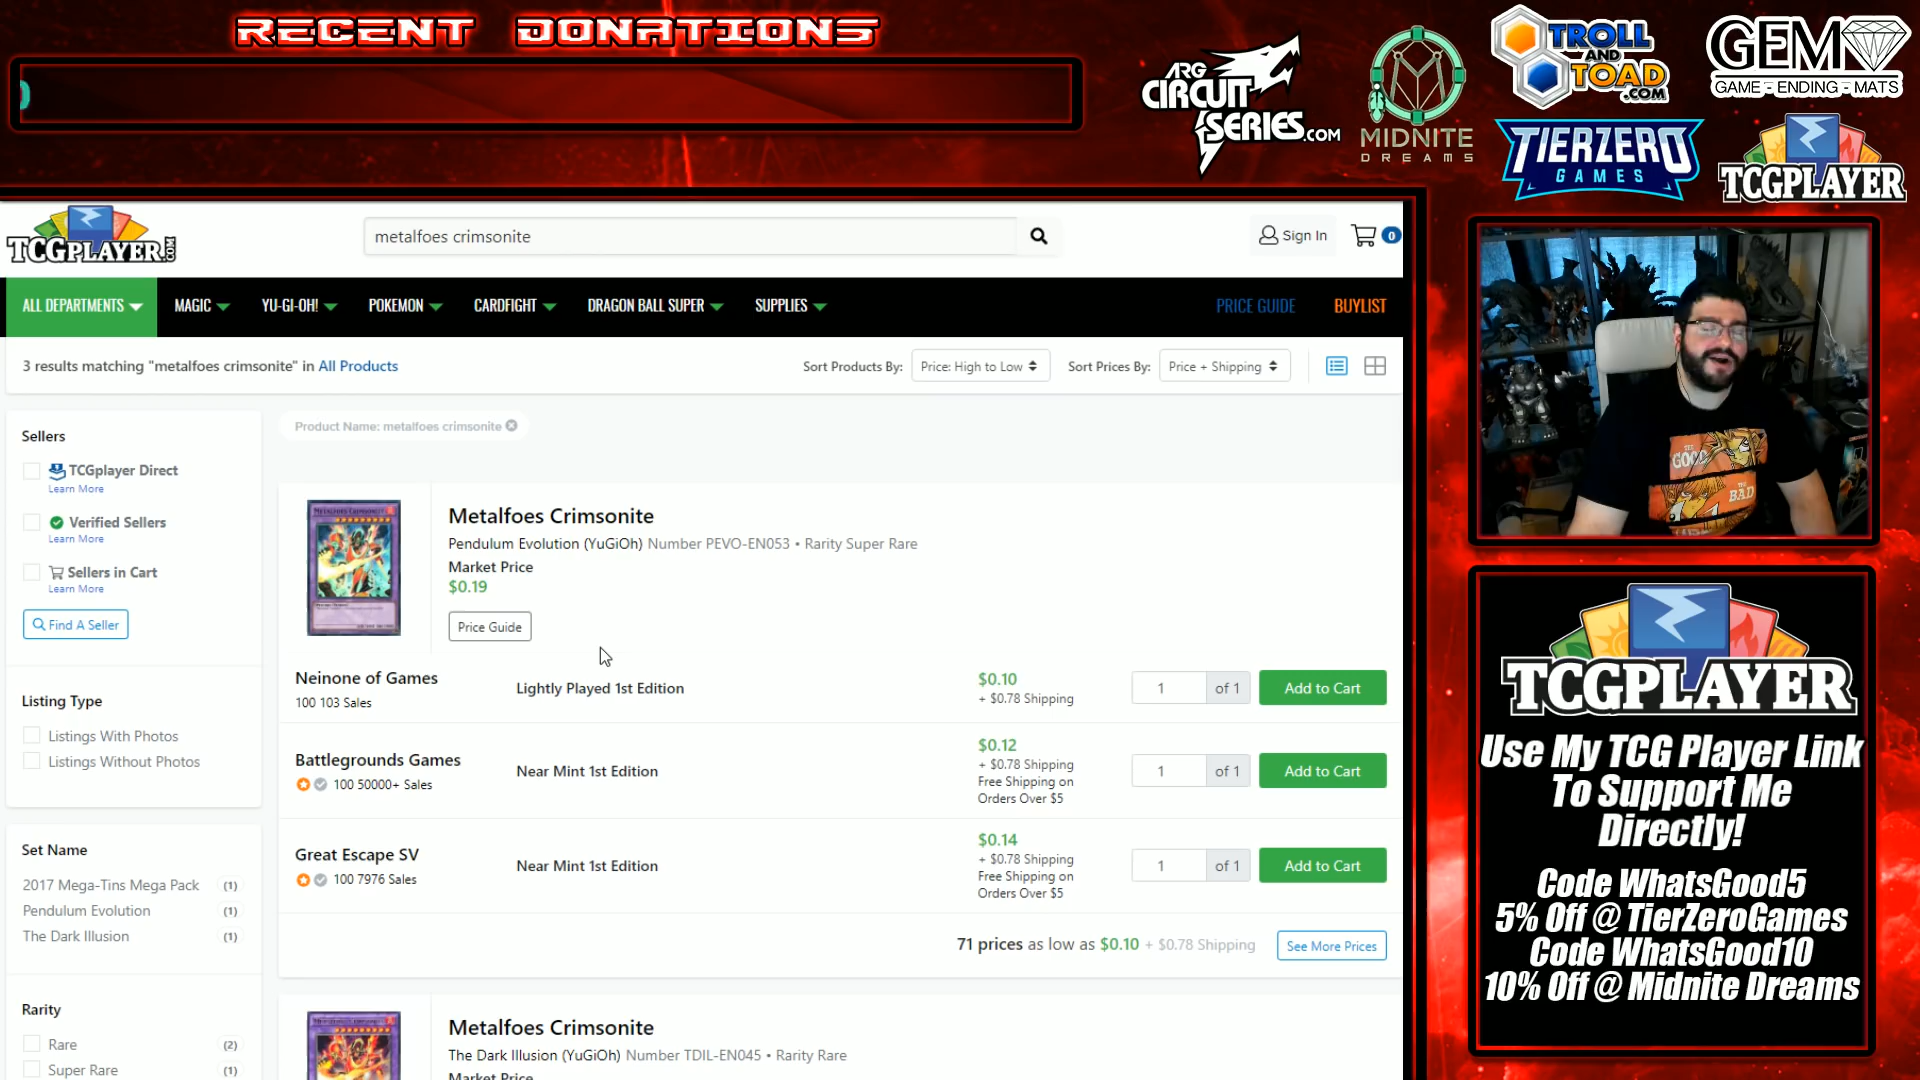 RECENT DONATIONS
ARG
CIRCUIT
SERIES.COM
MIDNITE
DREAMS
TROLL
AND
TOAD
.COM
GEM
GAME - ENDING - MATS
TIERZERO
GAMES
TCGPLAYER
TCGPLAYER.COM
metalfoes crimsonite
Sign In
0
ALL DEPARTMENTS
MAGIC
YU-GI-OH!
POKEMON
CARDFIGHT
DRAGON BALL SUPER
SUPPLIES
PRICE GUIDE
BUYLIST
3 results matching "metalfoes crimsonite" in All Products
Sort Products By:
Price: High to Low
Sort Prices By:
Price + Shipping
Product Name: metalfoes crimsonite
Sellers
TCGplayer Direct
Learn More
Verified Sellers
Learn More
Sellers in Cart
Learn More
Find A Seller
Listing Type
Listings With Photos
Listings Without Photos
Set Name
2017 Mega-Tins Mega Pack (1)
Pendulum Evolution (1)
The Dark Illusion (1)
Rarity
Rare (2)
Super Rare (1)
METALFOES CRIMSONITE
Metalfoes Crimsonite
Pendulum Evolution (YuGiOh) Number PEVO-EN053 • Rarity Super Rare
Market Price
$0.19
Price Guide
Neinone of Games
100 103 Sales
Lightly Played 1st Edition
$0.10
+ $0.78 Shipping
1 of 1
Add to Cart
Battlegrounds Games
100 50000+ Sales
Near Mint 1st Edition
$0.12
+ $0.78 Shipping
Free Shipping on
Orders Over $5
1 of 1
Add to Cart
Great Escape SV
100 7976 Sales
Near Mint 1st Edition
$0.14
+ $0.78 Shipping
Free Shipping on
Orders Over $5
1 of 1
Add to Cart
71 prices as low as $0.10 + $0.78 Shipping
See More Prices
METALFOES CRIMSONITE
Metalfoes Crimsonite
The Dark Illusion (YuGiOh) Number TDIL-EN045 • Rarity Rare
Market Price
THE
GOOD
THE
BAD
TCGPLAYER
Use My TCG Player Link
To Support Me
Directly!
Code WhatsGood5
5% Off @ TierZeroGames
Code WhatsGood10
10% Off @ Midnite Dreams